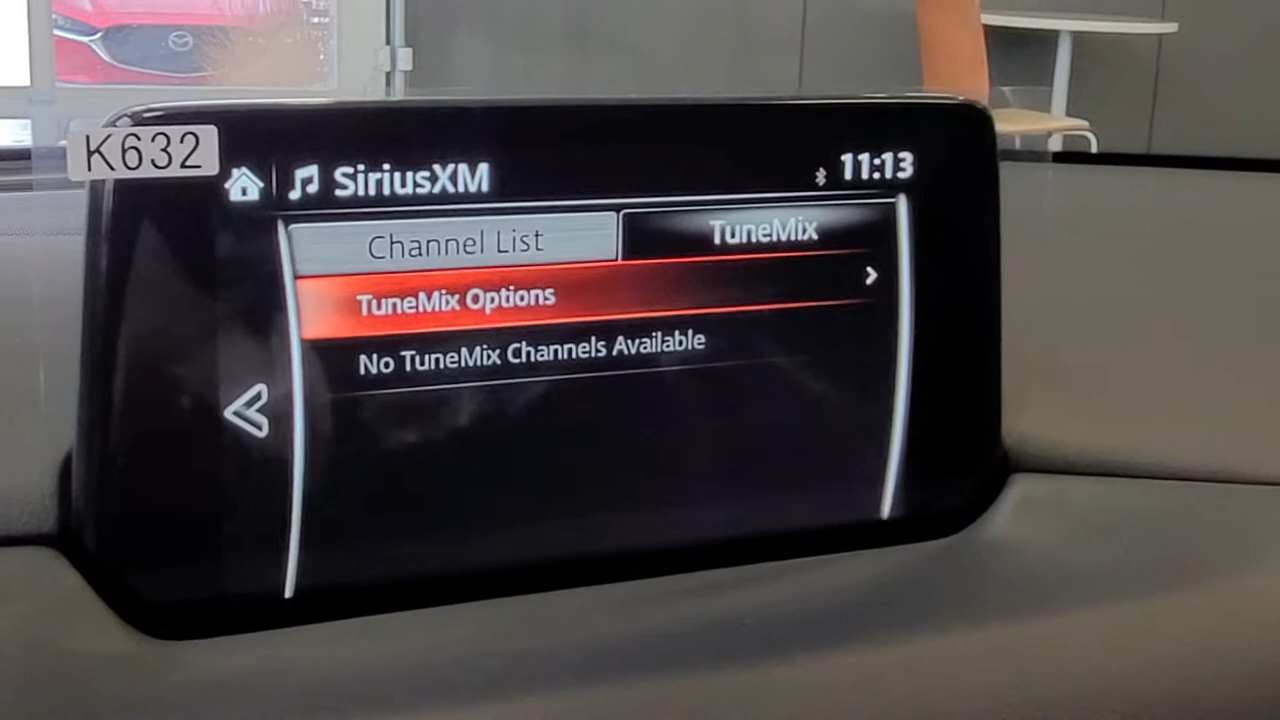 K632
SiriusXM
11:13
Channel List
TuneMix
TuneMix Options
No TuneMix Channels Available